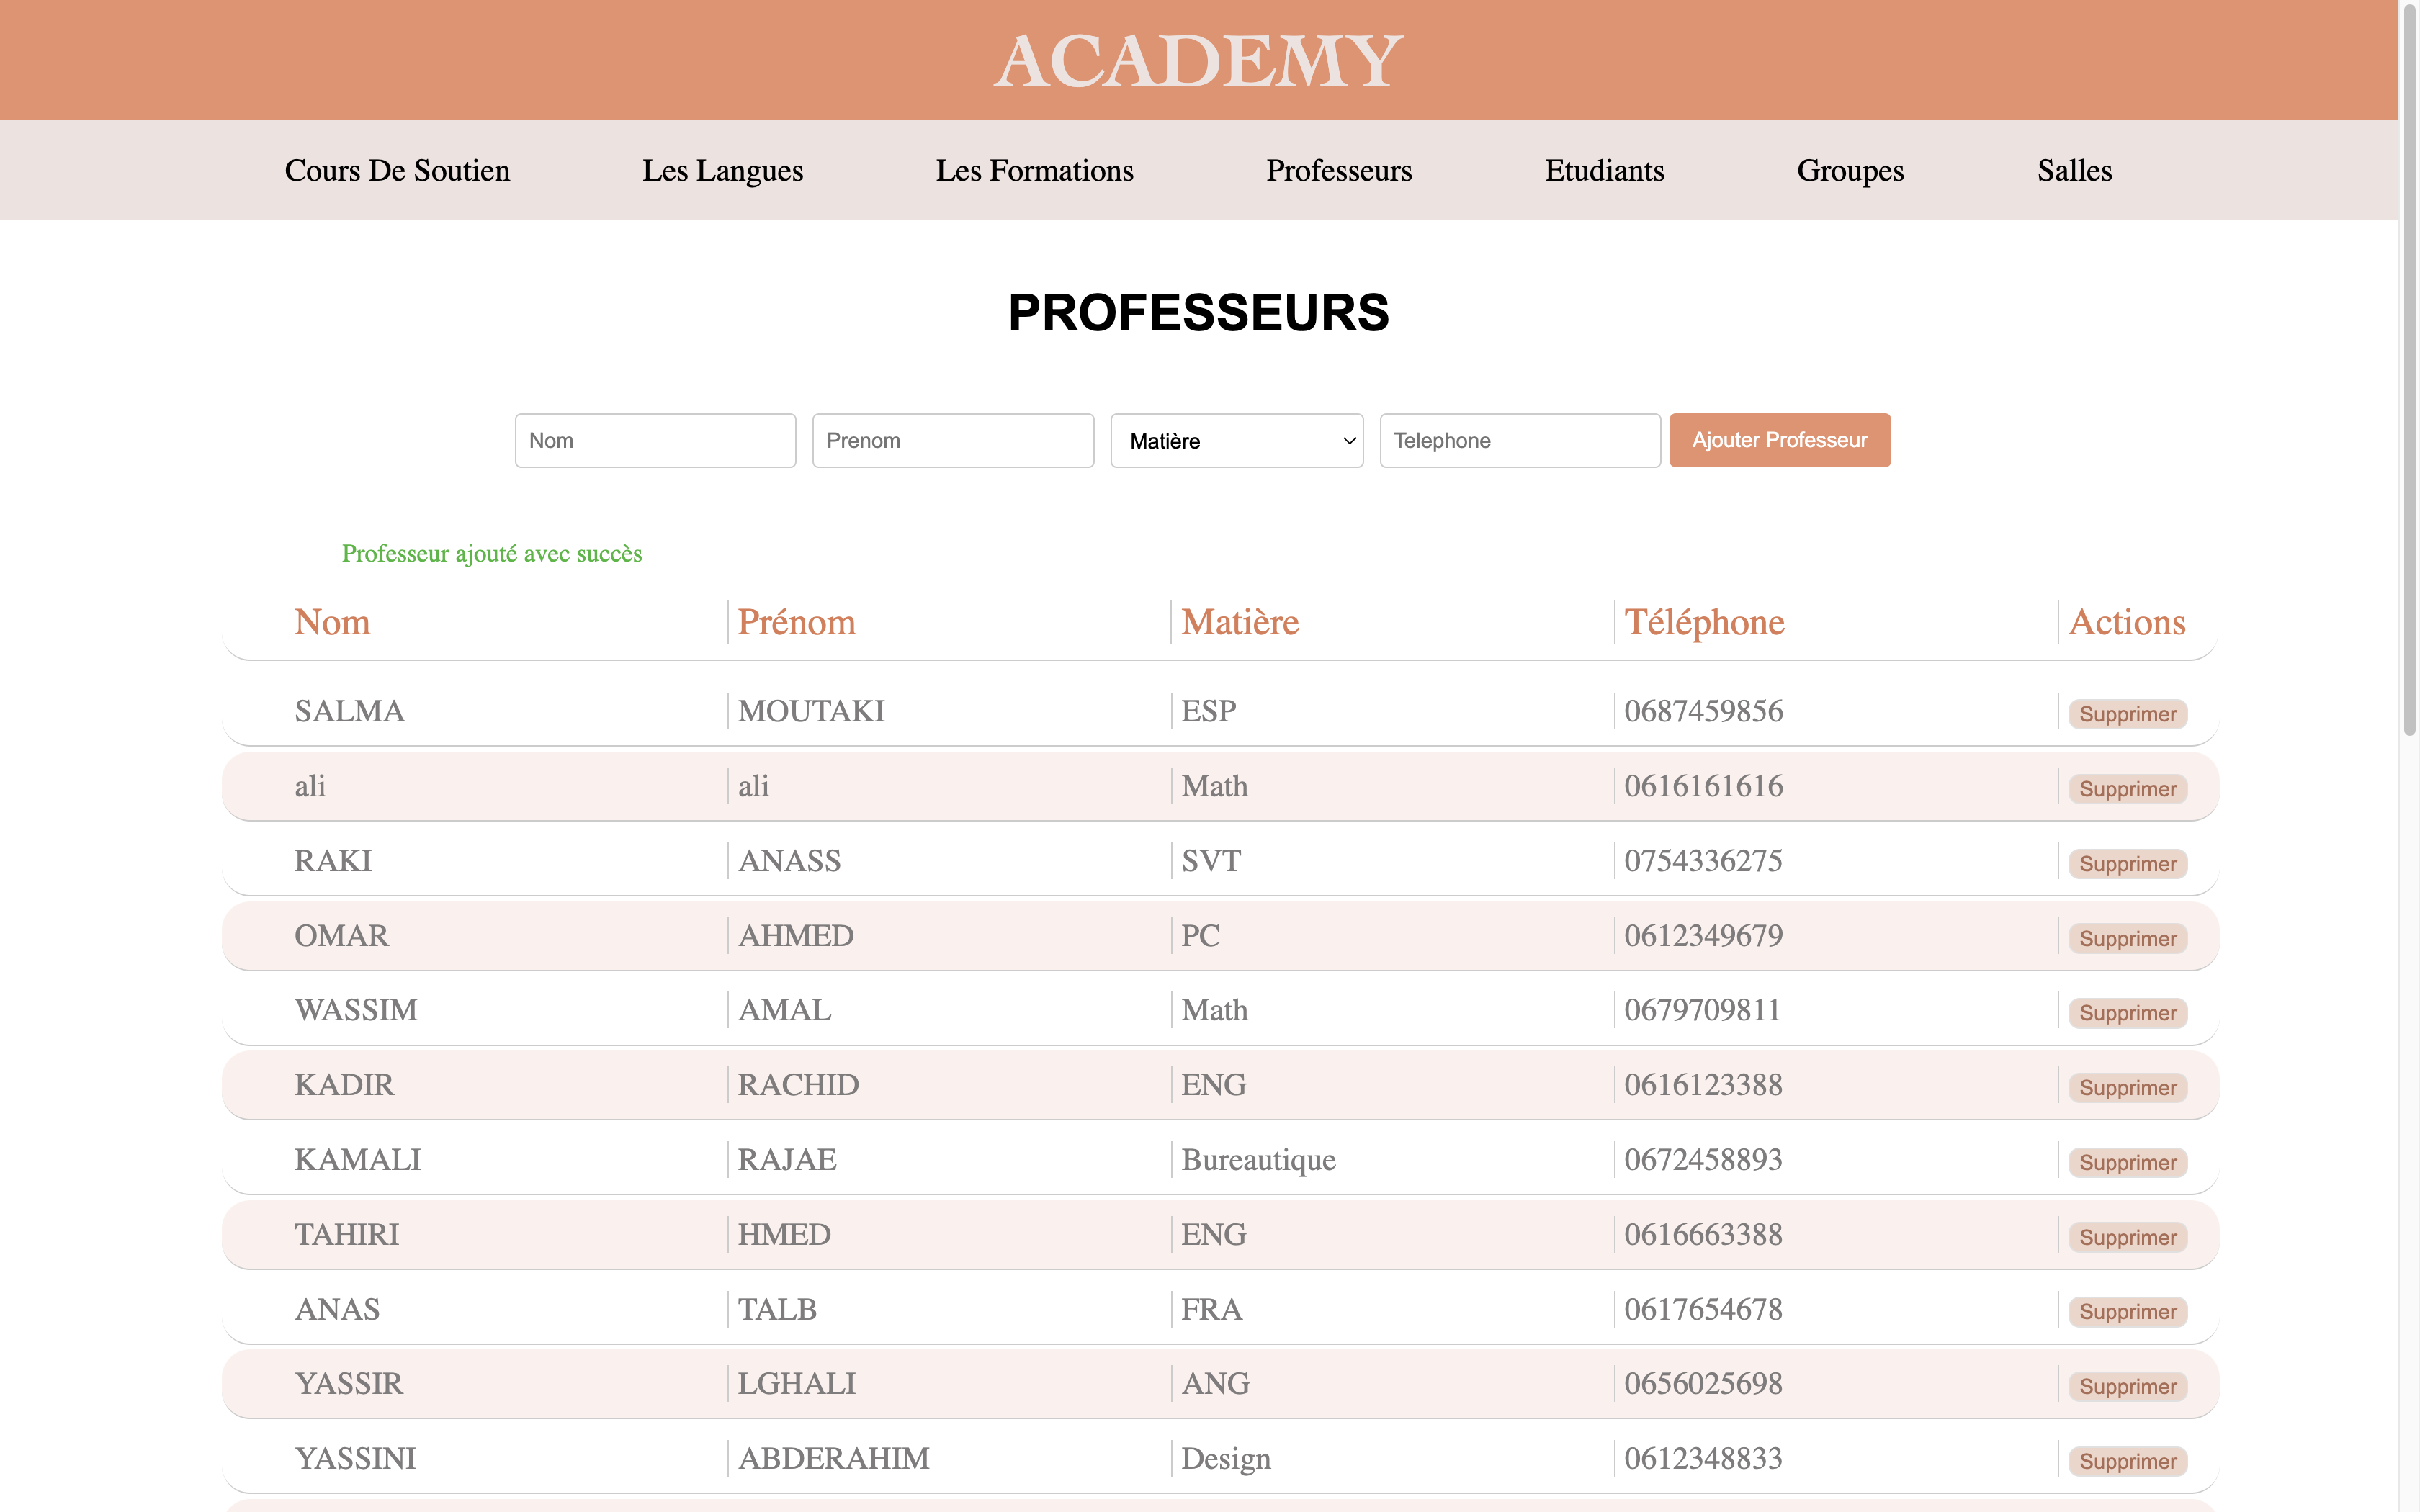 ACADEMY
Cours De Soutien Les Langues Les Formations Professeurs Etudiants Groupes Salles
PROFESSEURS
Nom Prenom Matière Telephone Ajouter Professeur
Professeur ajouté avec succès
Nom Prénom Matière Téléphone Actions
SALMA MOUTAKI ESP 0687459856 Supprimer
ali ali Math 0616161616 Supprimer
RAKI ANASS SVT 0754336275 Supprimer
OMAR AHMED PC 0612349679 Supprimer
WASSIM AMAL Math 0679709811 Supprimer
KADIR RACHID ENG 0616123388 Supprimer
KAMALI RAJAE Bureautique 0672458893 Supprimer
TAHIRI HMED ENG 0616663388 Supprimer
ANAS TALB FRA 0617654678 Supprimer
YASSIR LGHALI ANG 0656025698 Supprimer
YASSINI ABDERAHIM Design 0612348833 Supprimer